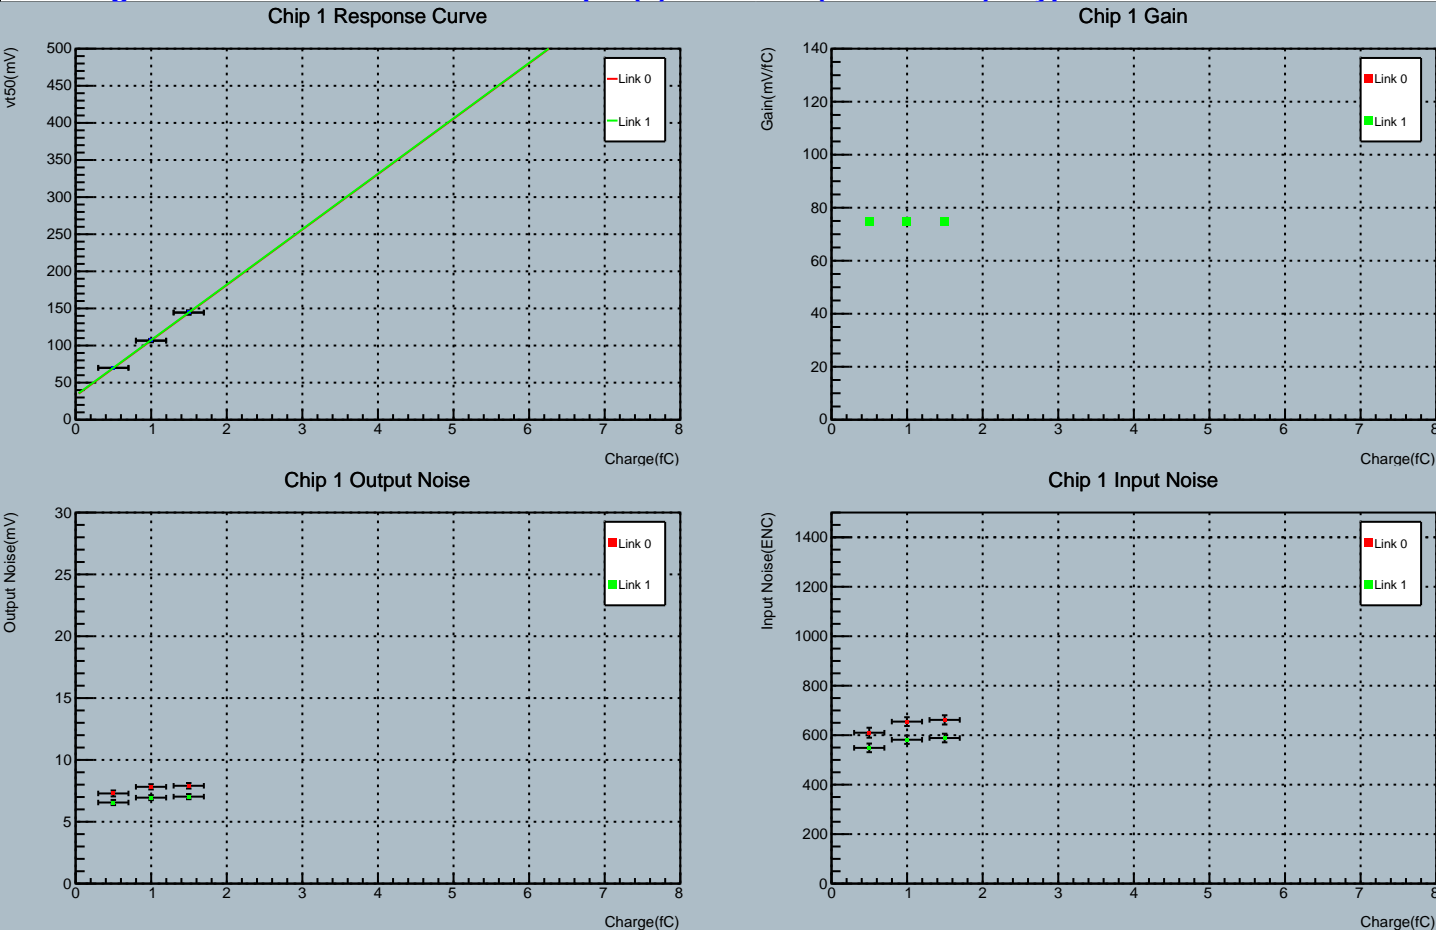 Chip 1 Response Curve
vt50(mV)
500
450
400
350
300
250
200
150
100
50
0
0 1 2 3 4 5 6 7 8
Charge(fC)
Link 0
Link 1
Chip 1 Gain
Gain(mV/fC)
140
120
100
80
60
40
20
0
0 1 2 3 4 5 6 7 8
Charge(fC)
Link 0
Link 1
Chip 1 Output Noise
Output Noise(mV)
30
25
20
15
10
5
0
0 1 2 3 4 5 6 7 8
Charge(fC)
Link 0
Link 1
Chip 1 Input Noise
Input Noise(ENC)
1400
1200
1000
800
600
400
200
0
0 1 2 3 4 5 6 7 8
Charge(fC)
Link 0
Link 1